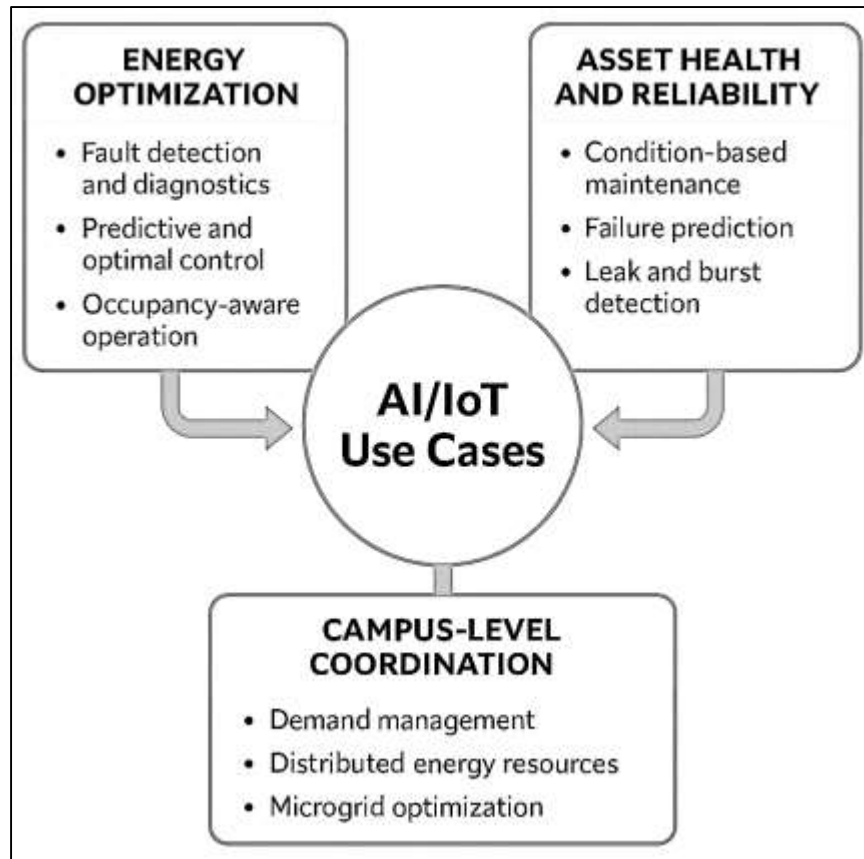 ENERGY
OPTIMIZATION
• Fault detection
and diagnostics
• Predictive and
optimal control
• Occupancy-aware
operation
ASSET HEALTH
AND RELIABILITY
• Condition-based
maintenance
• Failure prediction
• Leak and burst
detection
AI/IoT
Use Cases
CAMPUS-LEVEL
COORDINATION
• Demand management
• Distributed energy resources
• Microgrid optimization